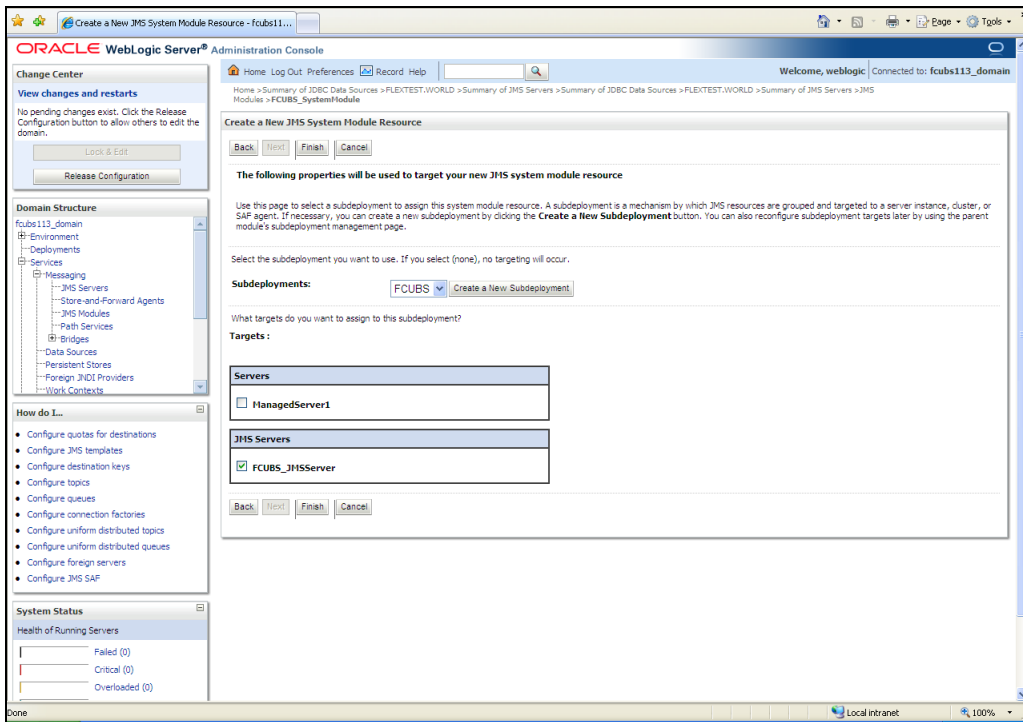 Create a New JMS System Module Resource - fcubs11...
Page
Tools
ORACLE WebLogic Server® Administration Console
Change Center
View changes and restarts
No pending changes exist. Click the Release
Configuration button to allow others to edit the
domain.
Lock & Edit
Release Configuration
Domain Structure
fcubs113_domain
Environment
Deployments
Services
Messaging
JMS Servers
Store-and-Forward Agents
JMS Modules
Path Services
Bridges
Data Sources
Persistent Stores
Foreign JNDI Providers
Work Contexts
How do I...
Configure quotas for destinations
Configure JMS templates
Configure destination keys
Configure topics
Configure queues
Configure connection factories
Configure uniform distributed topics
Configure uniform distributed queues
Configure foreign servers
Configure JMS SAF
System Status
Health of Running Servers
Failed (0)
Critical (0)
Overloaded (0)
Home Log Out Preferences Record Help
Welcome, weblogic Connected to: fcubs113_domain
Home >Summary of JDBC Data Sources >FLEXTEST.WORLD >Summary of JMS Servers >Summary of JDBC Data Sources >FLEXTEST.WORLD >Summary of JMS Servers >JMS
Modules >FCUBS_SystemModule
Create a New JMS System Module Resource
Back Next Finish Cancel
The following properties will be used to target your new JMS system module resource
Use this page to select a subdeployment to assign this system module resource. A subdeployment is a mechanism by which JMS resources are grouped and targeted to a server instance, cluster, or
SAF agent. If necessary, you can create a new subdeployment by clicking the Create a New Subdeployment button. You can also reconfigure subdeployment targets later by using the parent
module's subdeployment management page.
Select the subdeployment you want to use. If you select (none), no targeting will occur.
Subdeployments: FCUBS Create a New Subdeployment
What targets do you want to assign to this subdeployment?
Targets :
Servers
ManagedServer1
JMS Servers
FCUBS_JMSServer
Back Next Finish Cancel
Done
Local intranet
100%